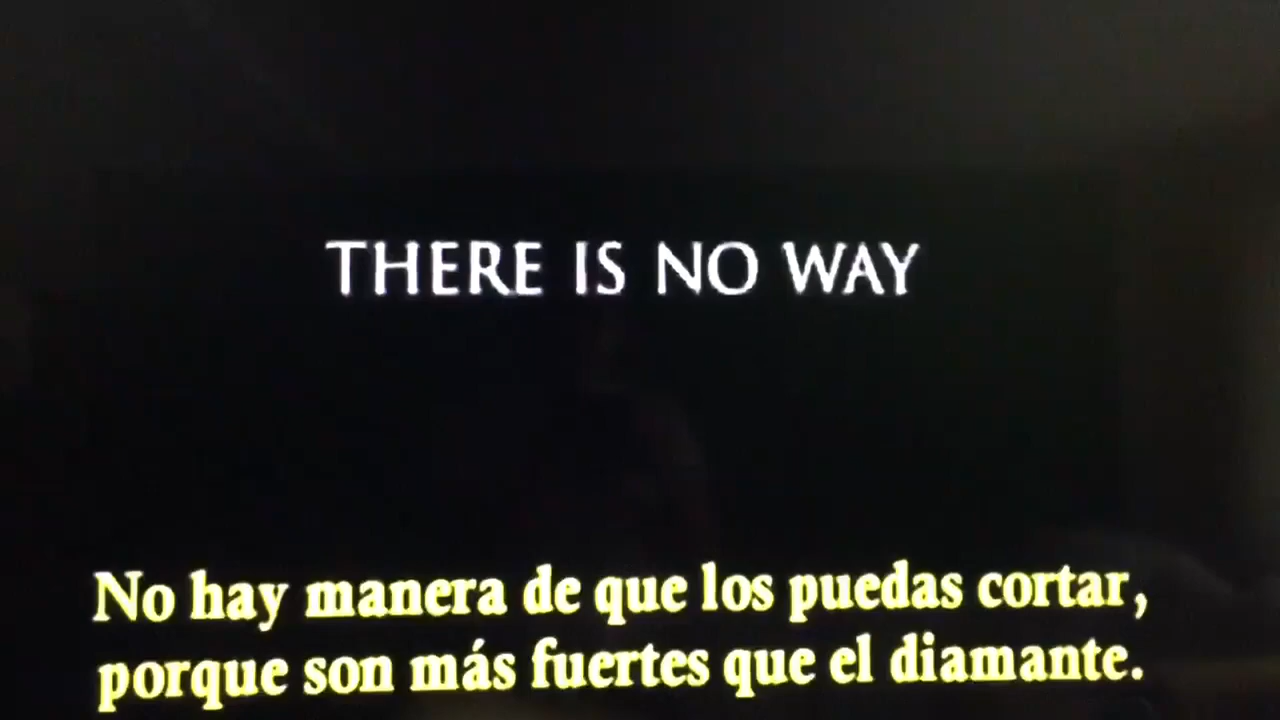 THERE IS NO WAY
No hay manera de que los puedas cortar,
porque son más fuertes que el diamante.